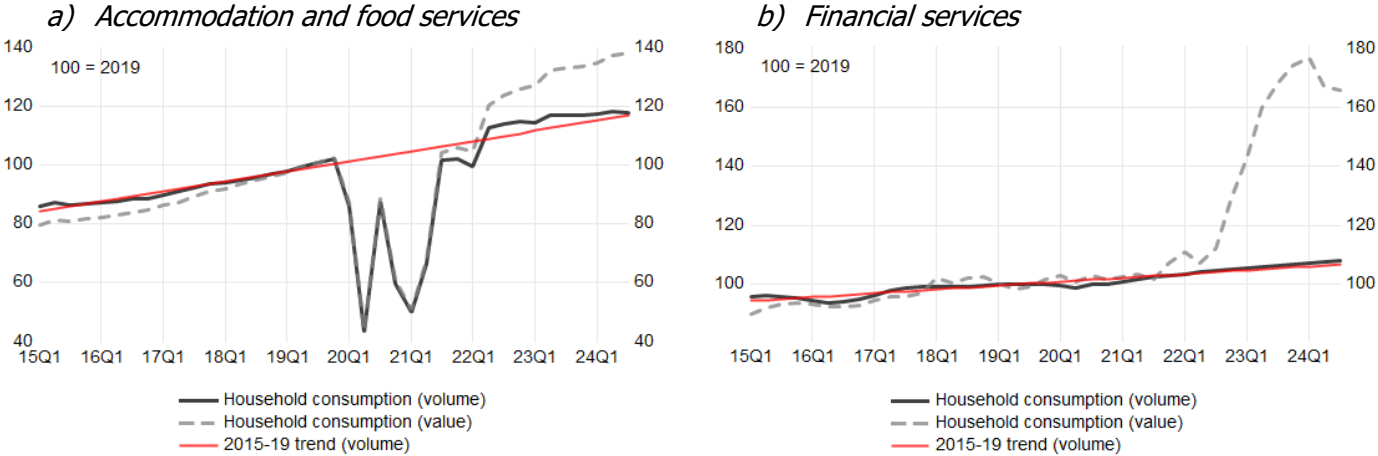 a) Accommodation and food services
140 140
100 = 2019
120 120
100 100
80 80
60 60
40 40
15Q1 16Q1 17Q1 18Q1 19Q1 20Q1 21Q1 22Q1 23Q1 24Q1
Household consumption (volume)
Household consumption (value)
2015-19 trend (volume)
b) Financial services
180 180
100 = 2019
160 160
140 140
120 120
100 100
15Q1 16Q1 17Q1 18Q1 19Q1 20Q1 21Q1 22Q1 23Q1 24Q1
Household consumption (volume)
Household consumption (value)
2015-19 trend (volume)